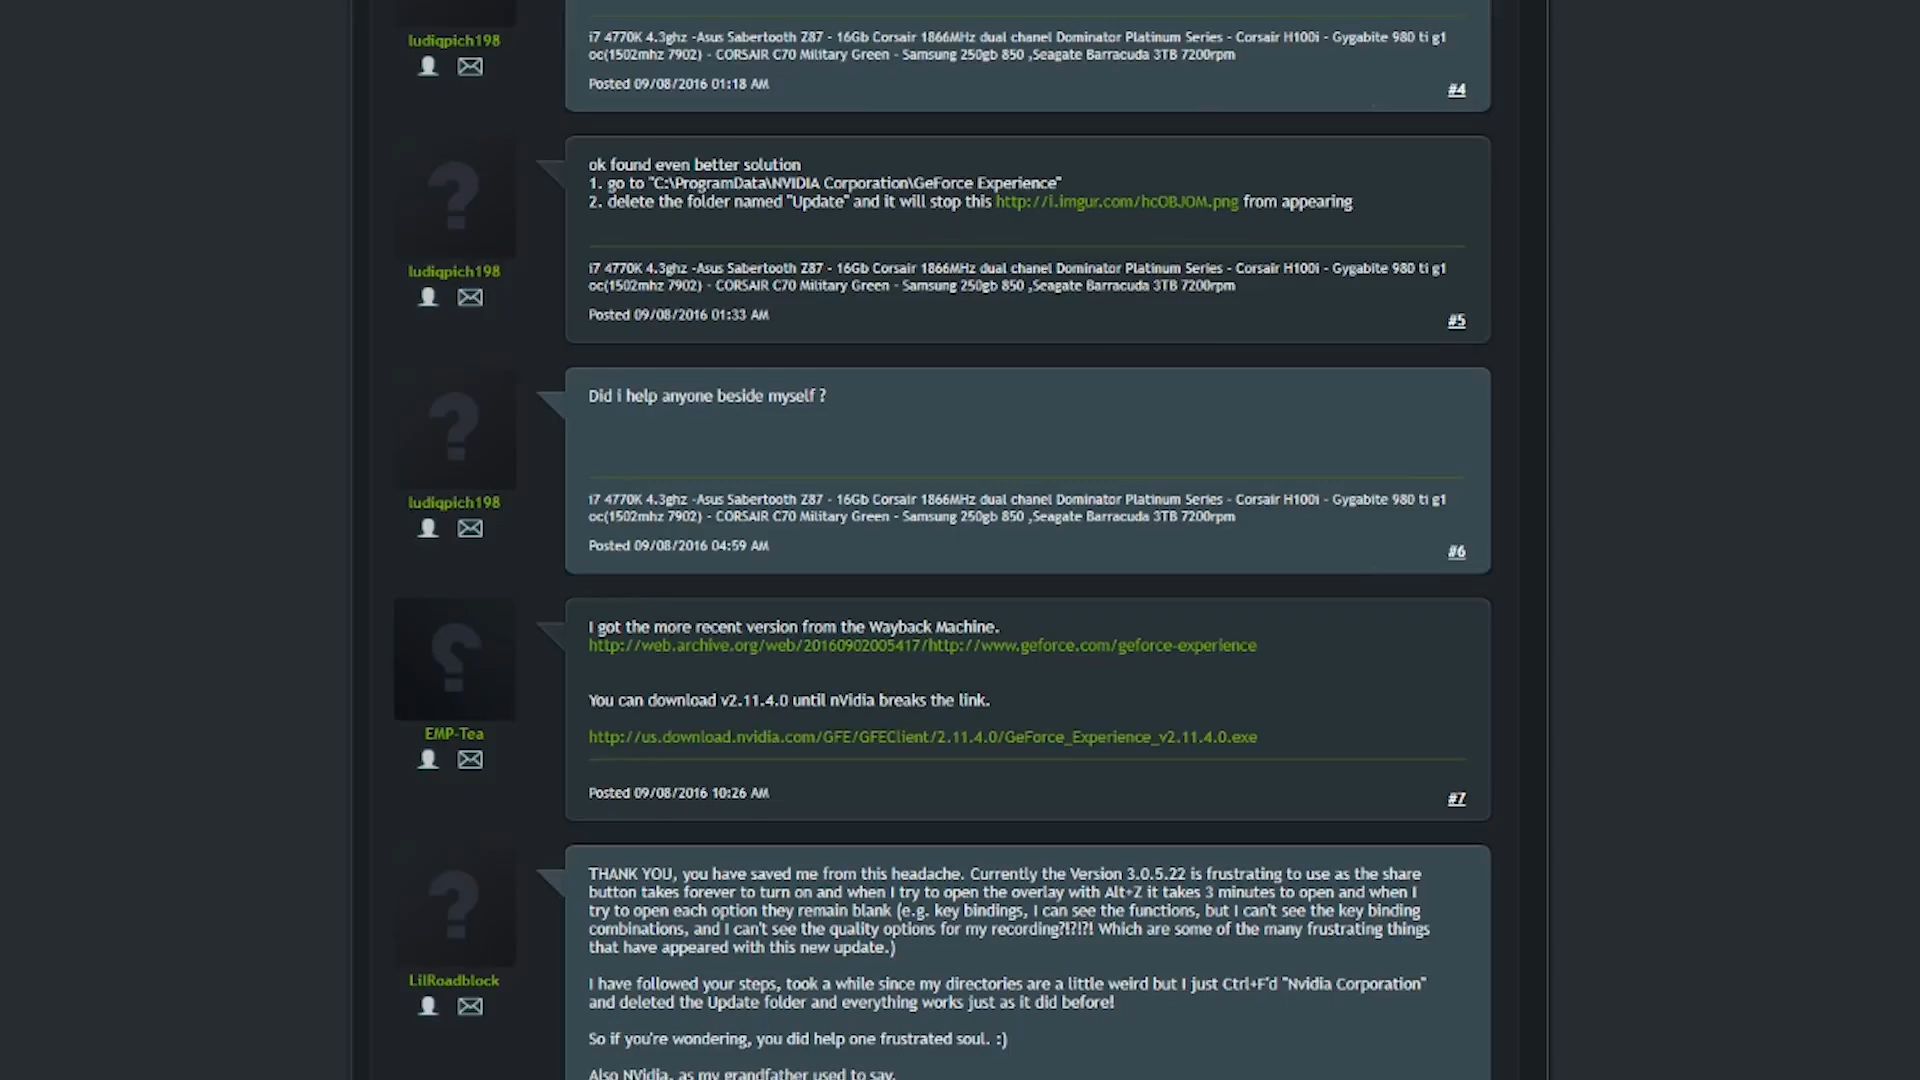 ludiqpich198
i7 4770K 4.3ghz -Asus Sabertooth Z87 - 16Gb Corsair 1866MHz dual chanel Dominator Platinum Series - Corsair H100i - Gygabite 980 ti g1
oc(1502mhz 7902) - CORSAIR C70 Military Green - Samsung 250gb 850 ,Seagate Barracuda 3TB 7200rpm
Posted 09/08/2016 01:18 AM
#4
ok found even better solution
1. go to "C:\ProgramData\NVIDIA Corporation\GeForce Experience"
2. delete the folder named "Update" and it will stop this http://i.imgur.com/hcOBJOM.png from appearing
ludiqpich198
i7 4770K 4.3ghz -Asus Sabertooth Z87 - 16Gb Corsair 1866MHz dual chanel Dominator Platinum Series - Corsair H100i - Gygabite 980 ti g1
oc(1502mhz 7902) - CORSAIR C70 Military Green - Samsung 250gb 850 ,Seagate Barracuda 3TB 7200rpm
Posted 09/08/2016 01:33 AM
#5
Did i help anyone beside myself ?
ludiqpich198
i7 4770K 4.3ghz -Asus Sabertooth Z87 - 16Gb Corsair 1866MHz dual chanel Dominator Platinum Series - Corsair H100i - Gygabite 980 ti g1
oc(1502mhz 7902) - CORSAIR C70 Military Green - Samsung 250gb 850 ,Seagate Barracuda 3TB 7200rpm
Posted 09/08/2016 04:59 AM
#6
I got the more recent version from the Wayback Machine.
http://web.archive.org/web/20160902005417/http://www.geforce.com/geforce-experience
You can download v2.11.4.0 until nVidia breaks the link.
http://us.download.nvidia.com/GFE/GFEClient/2.11.4.0/GeForce_Experience_v2.11.4.0.exe
EMP-Tea
Posted 09/08/2016 10:26 AM
#7
THANK YOU, you have saved me from this headache. Currently the Version 3.0.5.22 is frustrating to use as the share
button takes forever to turn on and when I try to open the overlay with Alt+Z it takes 3 minutes to open and when I
try to open each option they remain blank (e.g. key bindings, I can see the functions, but I can't see the key binding
combinations, and I can't see the quality options for my recording?!?!?! Which are some of the many frustrating things
that have appeared with this new update.)
LilRoadblock
I have followed your steps, took a while since my directories are a little weird but I just Ctrl+F'd "Nvidia Corporation"
and deleted the Update folder and everything works just as it did before!
So if you're wondering, you did help one frustrated soul. :)
Also NVidia, as my grandfather used to say,